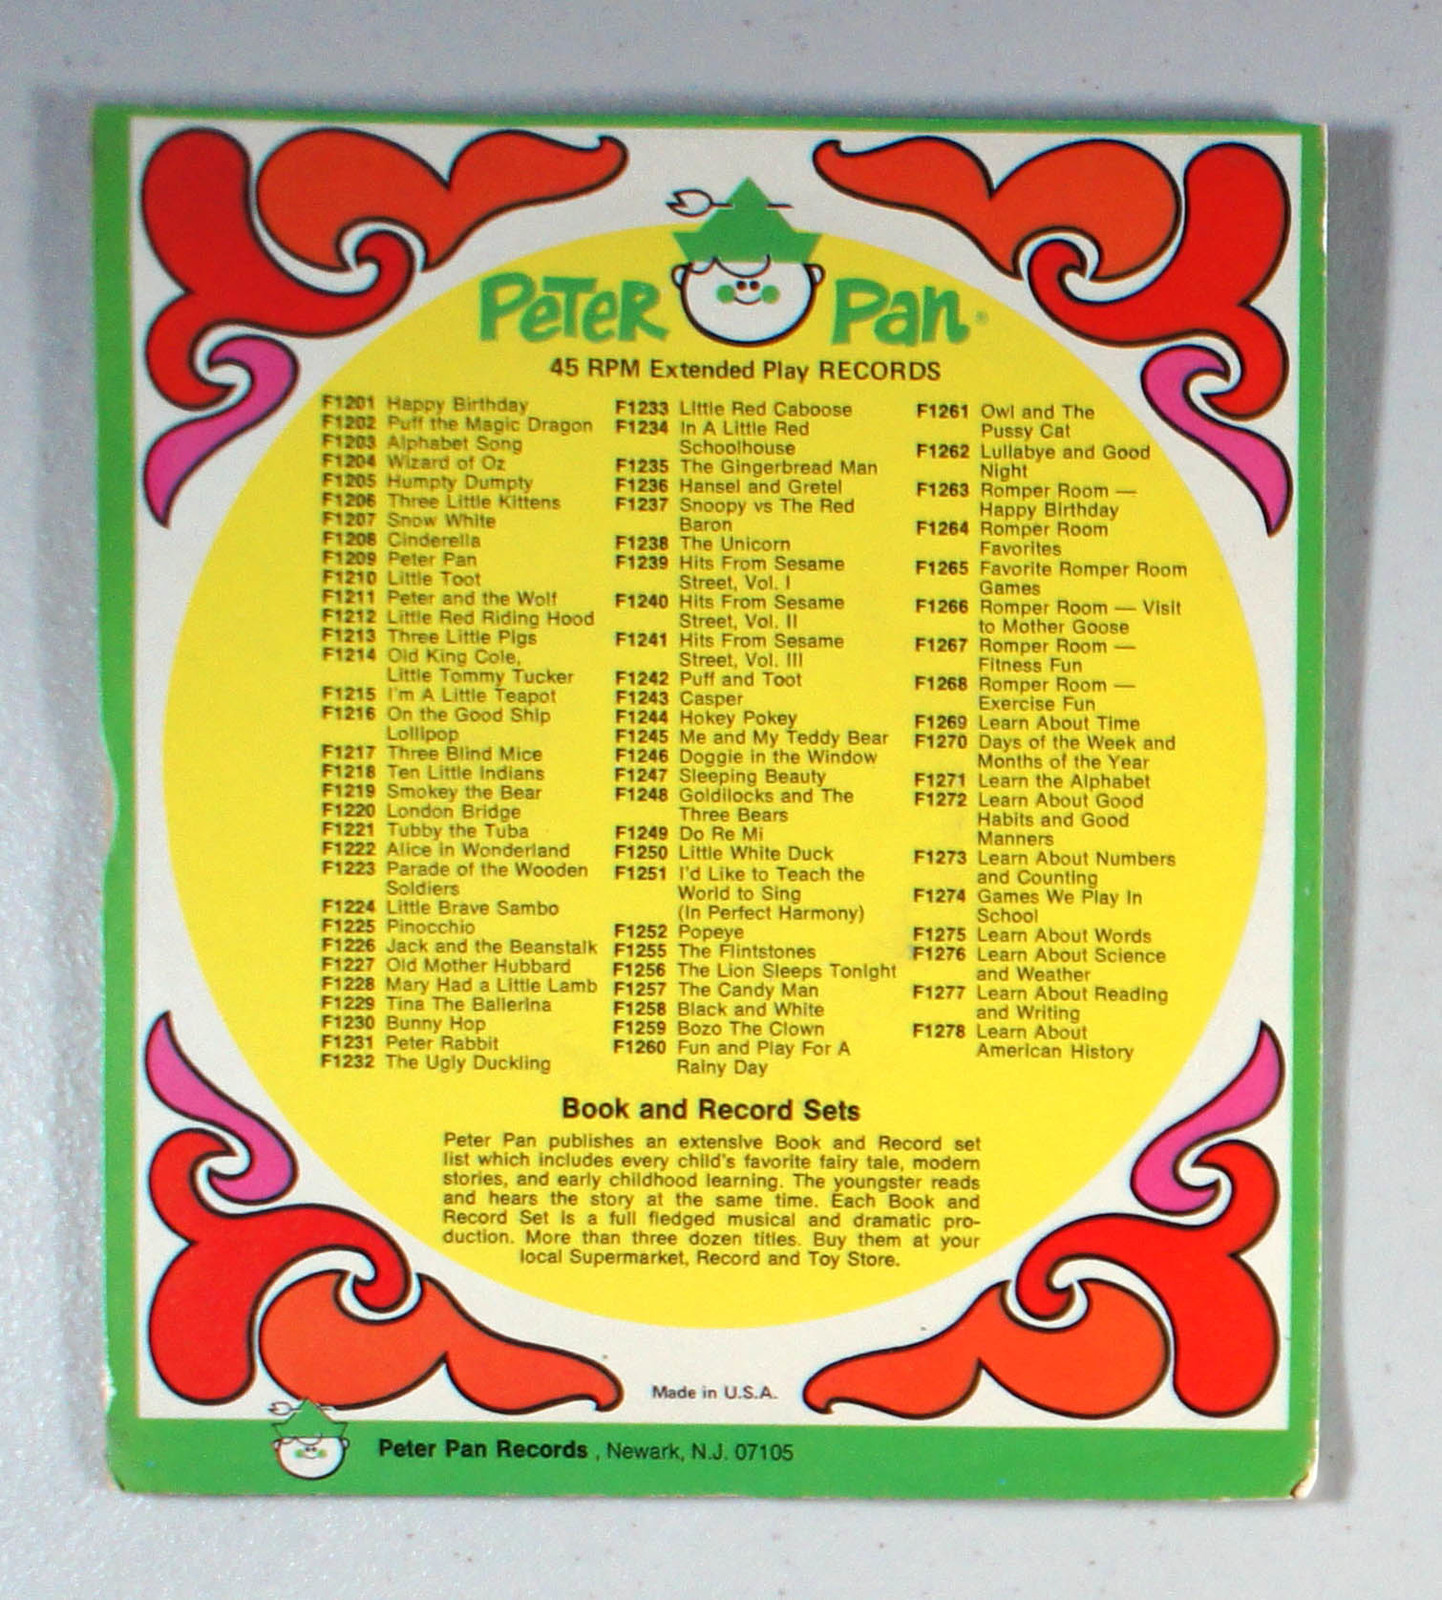 Peter Pan®
45 RPM Extended Play RECORDS
F1201 Happy Birthday
F1202 Puff the Magic Dragon
F1203 Alphabet Song
F1204 Wizard of Oz
F1205 Humpty Dumpty
F1206 Three Little Kittens
F1207 Snow White
F1208 Cinderella
F1209 Peter Pan
F1210 Little Toot
F1211 Peter and the Wolf
F1212 Little Red Riding Hood
F1213 Three Little Pigs
F1214 Old King Cole,
Little Tommy Tucker
F1215 I'm A Little Teapot
F1216 On the Good Ship
Lollipop
F1217 Three Blind Mice
F1218 Ten Little Indians
F1219 Smokey the Bear
F1220 London Bridge
F1221 Tubby the Tuba
F1222 Alice in Wonderland
F1223 Parade of the Wooden
Soldiers
F1224 Little Brave Sambo
F1225 Pinocchio
F1226 Jack and the Beanstalk
F1227 Old Mother Hubbard
F1228 Mary Had a Little Lamb
F1229 Tina The Ballerina
F1230 Bunny Hop
F1231 Peter Rabbit
F1232 The Ugly Duckling
F1233 Little Red Caboose
F1234 In A Little Red
Schoolhouse
F1235 The Gingerbread Man
F1236 Hansel and Gretel
F1237 Snoopy vs The Red
Baron
F1238 The Unicorn
F1239 Hits From Sesame
Street, Vol. I
F1240 Hits From Sesame
Street, Vol. II
F1241 Hits From Sesame
Street, Vol. III
F1242 Puff and Toot
F1243 Casper
F1244 Hokey Pokey
F1245 Me and My Teddy Bear
F1246 Doggie in the Window
F1247 Sleeping Beauty
F1248 Goldilocks and The
Three Bears
F1249 Do Re Mi
F1250 Little White Duck
F1251 I'd Like to Teach the
World to Sing
(In Perfect Harmony)
F1252 Popeye
F1255 The Flintstones
F1256 The Lion Sleeps Tonight
F1257 The Candy Man
F1258 Black and White
F1259 Bozo The Clown
F1260 Fun and Play For A
Rainy Day
F1261 Owl and The
Pussy Cat
F1262 Lullabye and Good
Night
F1263 Romper Room —
Happy Birthday
F1264 Romper Room
Favorites
F1265 Favorite Romper Room
Games
F1266 Romper Room — Visit
to Mother Goose
F1267 Romper Room —
Fitness Fun
F1268 Romper Room —
Exercise Fun
F1269 Learn About Time
F1270 Days of the Week and
Months of the Year
F1271 Learn the Alphabet
F1272 Learn About Good
Habits and Good
Manners
F1273 Learn About Numbers
and Counting
F1274 Games We Play In
School
F1275 Learn About Words
F1276 Learn About Science
and Weather
F1277 Learn About Reading
and Writing
F1278 Learn About
American History
Book and Record Sets
Peter Pan publishes an extensive Book and Record set
list which includes every child's favorite fairy tale, modern
stories, and early childhood learning. The youngster reads
and hears the story at the same time. Each Book and
Record Set is a full fledged musical and dramatic pro-
duction. More than three dozen titles. Buy them at your
local Supermarket, Record and Toy Store.
Made in U.S.A.
Peter Pan Records , Newark, N.J. 07105